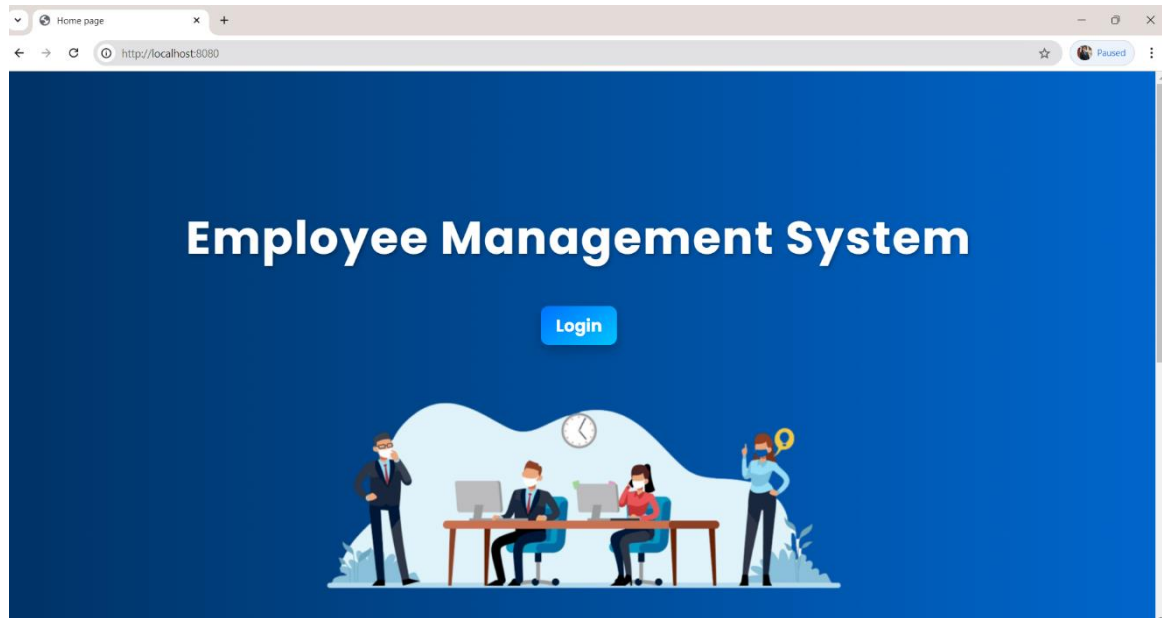 Home page
http://localhost:8080
Paused
Employee Management System
Login